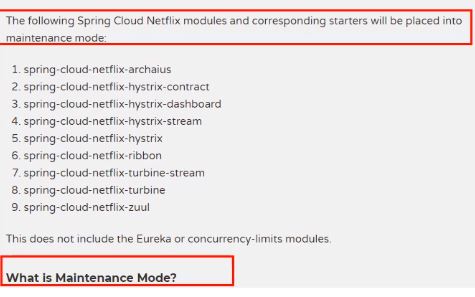 The following Spring Cloud Netflix modules and corresponding starters will be placed into
maintenance mode:
1. spring-cloud-netflix-archaius
2. spring-cloud-netflix-hystrix-contract
3. spring-cloud-netflix-hystrix-dashboard
4. spring-cloud-netflix-hystrix-stream
5. spring-cloud-netflix-hystrix
6. spring-cloud-netflix-ribbon
7. spring-cloud-netflix-turbine-stream
8. spring-cloud-netflix-turbine
9. spring-cloud-netflix-zuul
This does not include the Eureka or concurrency-limits modules.
What is Maintenance Mode?